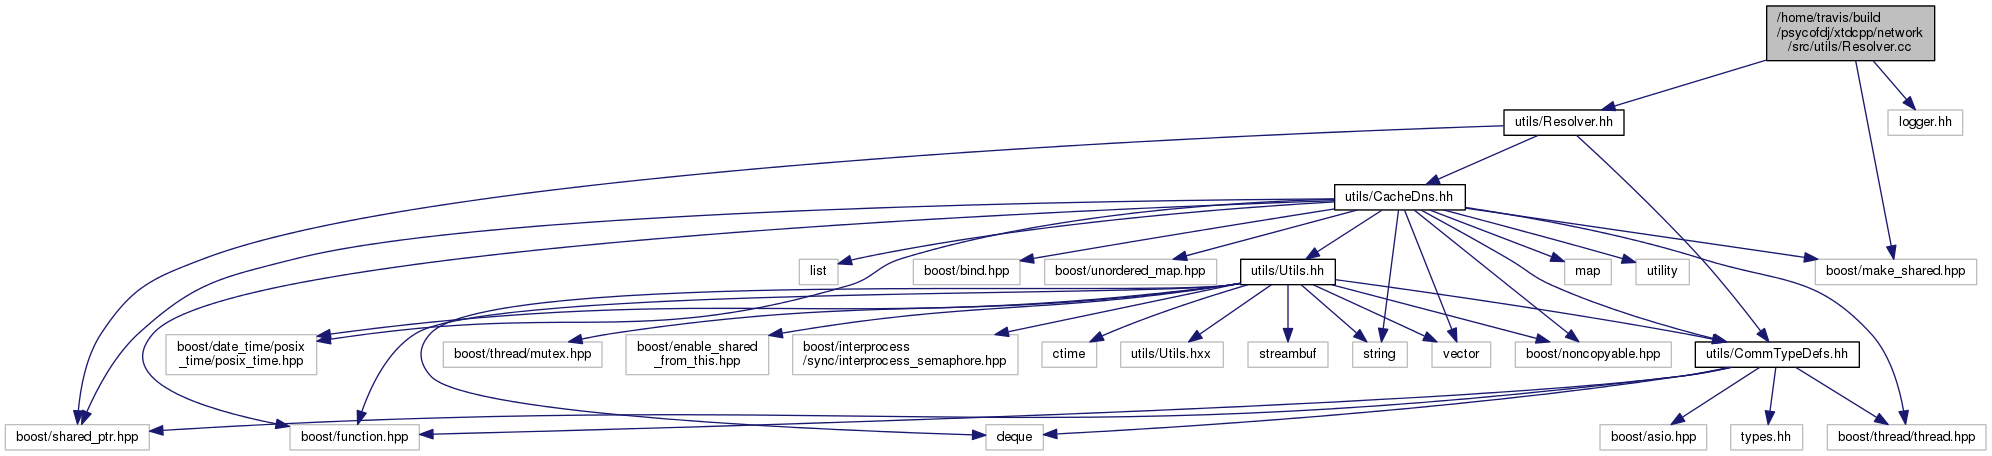 /home/travis/build
/psycofdj/xtdcpp/network
/src/utils/Resolver.cc
utils/Resolver.hh
logger.hh
utils/CacheDns.hh
list
boost/bind.hpp
boost/unordered_map.hpp
utils/Utils.hh
map
utility
boost/make_shared.hpp
boost/date_time/posix
_time/posix_time.hpp
boost/thread/mutex.hpp
boost/enable_shared
_from_this.hpp
boost/interprocess
/sync/interprocess_semaphore.hpp
ctime
utils/Utils.hxx
streambuf
string
vector
boost/noncopyable.hpp
utils/CommTypeDefs.hh
boost/shared_ptr.hpp
boost/function.hpp
deque
boost/asio.hpp
types.hh
boost/thread/thread.hpp